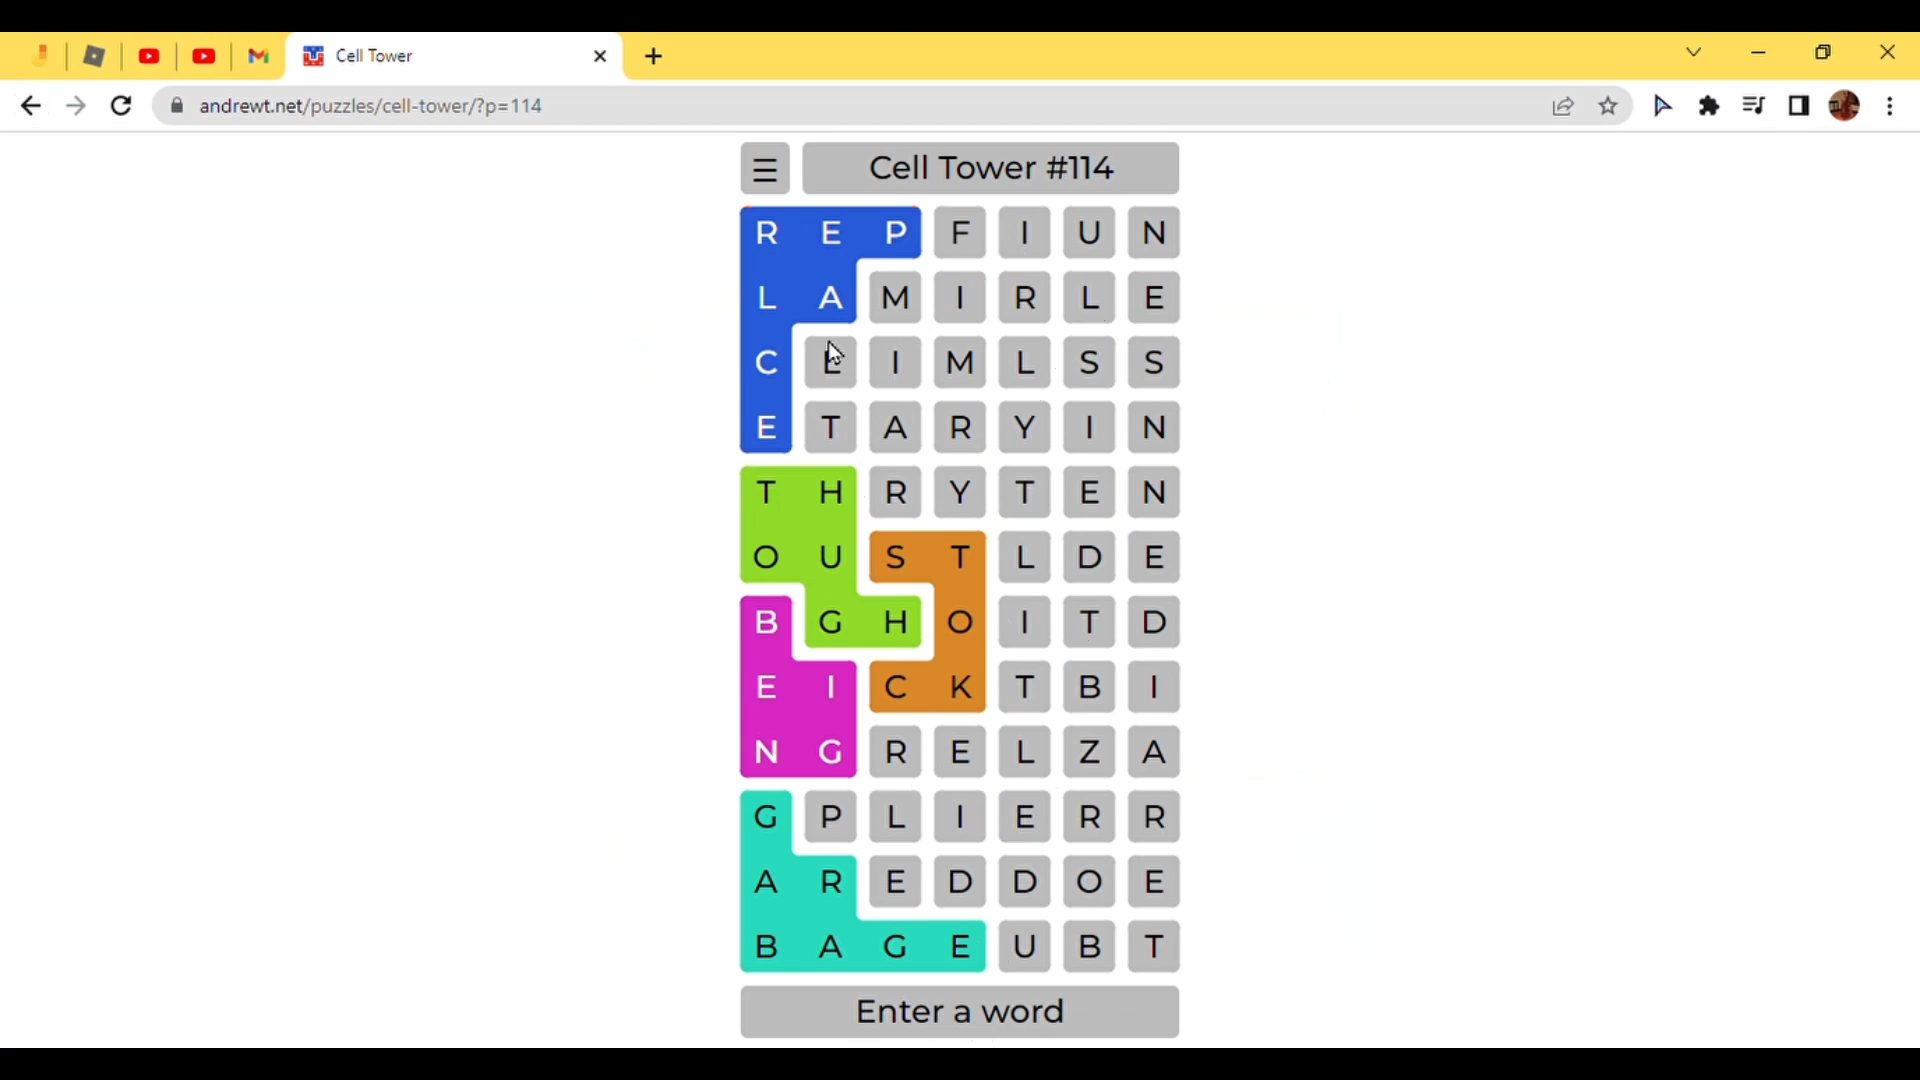 Cell Tower
andrewt.net/puzzles/cell-tower/?p=114
Cell Tower #114
R E P F I U N
L A M I R L E
C E I M L S S
E T A R Y I N
T H R Y T E N
O U S T L D E
B G H O I T D
E I C K T B I
N G R E L Z A
G P L I E R R
A R E D D O E
B A G E U B T
Enter a word